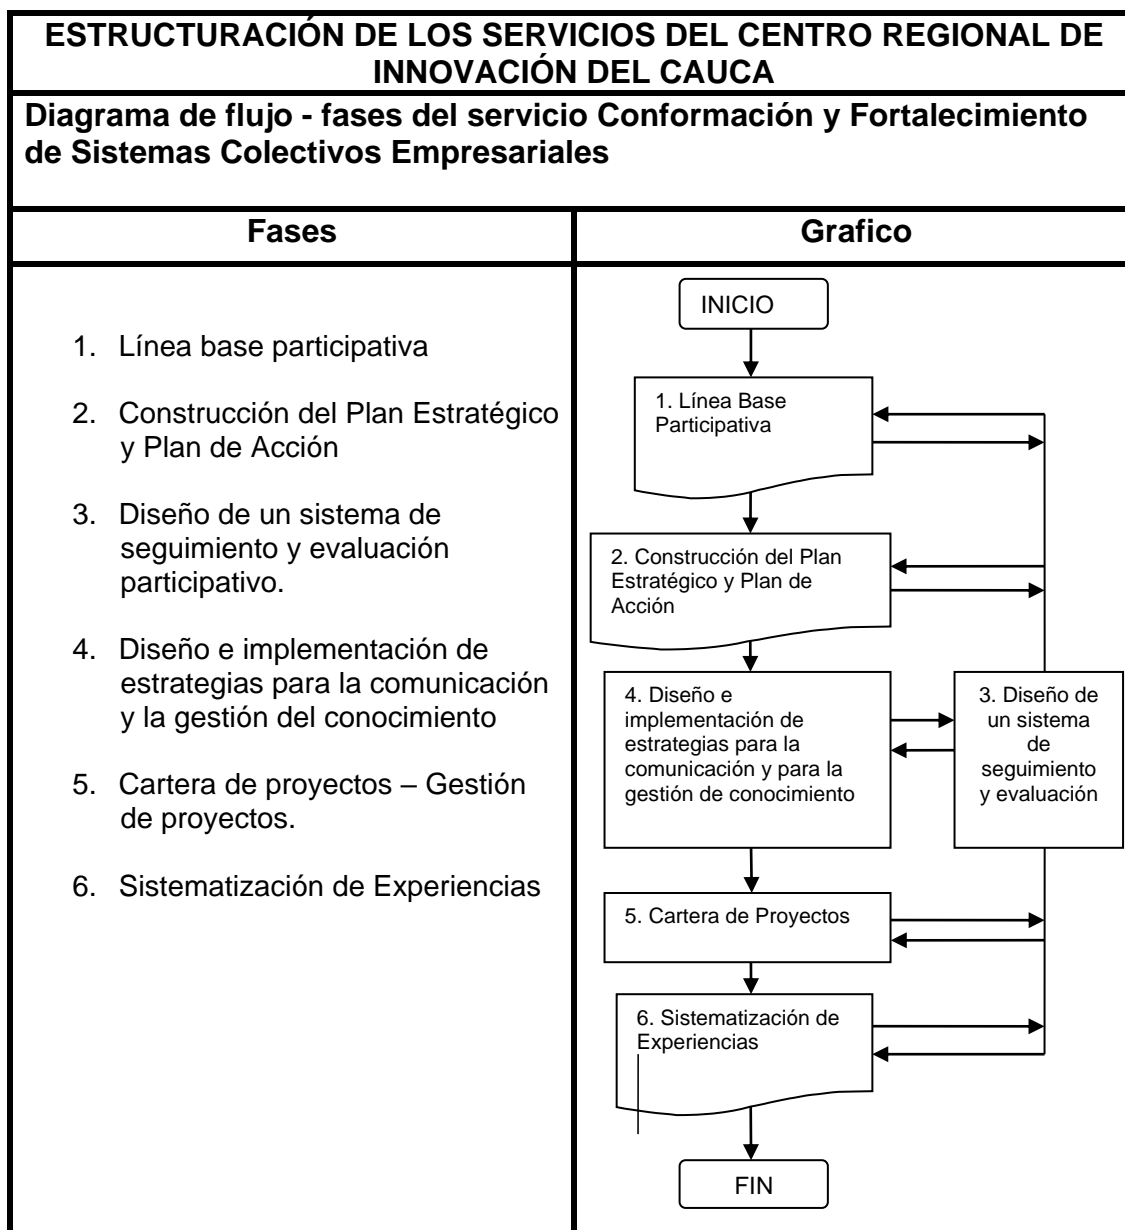 ESTRUCTURACIÓN DE LOS SERVICIOS DEL CENTRO REGIONAL DE
INNOVACIÓN DEL CAUCA
Diagrama de flujo - fases del servicio Conformación y Fortalecimiento
de Sistemas Colectivos Empresariales
Fases
1. Línea base participativa
2. Construcción del Plan Estratégico
y Plan de Acción
3. Diseño de un sistema de
seguimiento y evaluación
participativo.
4. Diseño e implementación de
estrategias para la comunicación
y la gestión del conocimiento
5. Cartera de proyectos – Gestión
de proyectos.
6. Sistematización de Experiencias
Grafico
INICIO
1. Línea Base
Participativa
2. Construcción del Plan
Estratégico y Plan de
Acción
4. Diseño e
implementación de
estrategias para la
comunicación y para la
gestión de conocimiento
3. Diseño de
un sistema
de
seguimiento
y evaluación
5. Cartera de Proyectos
6. Sistematización de
Experiencias
FIN